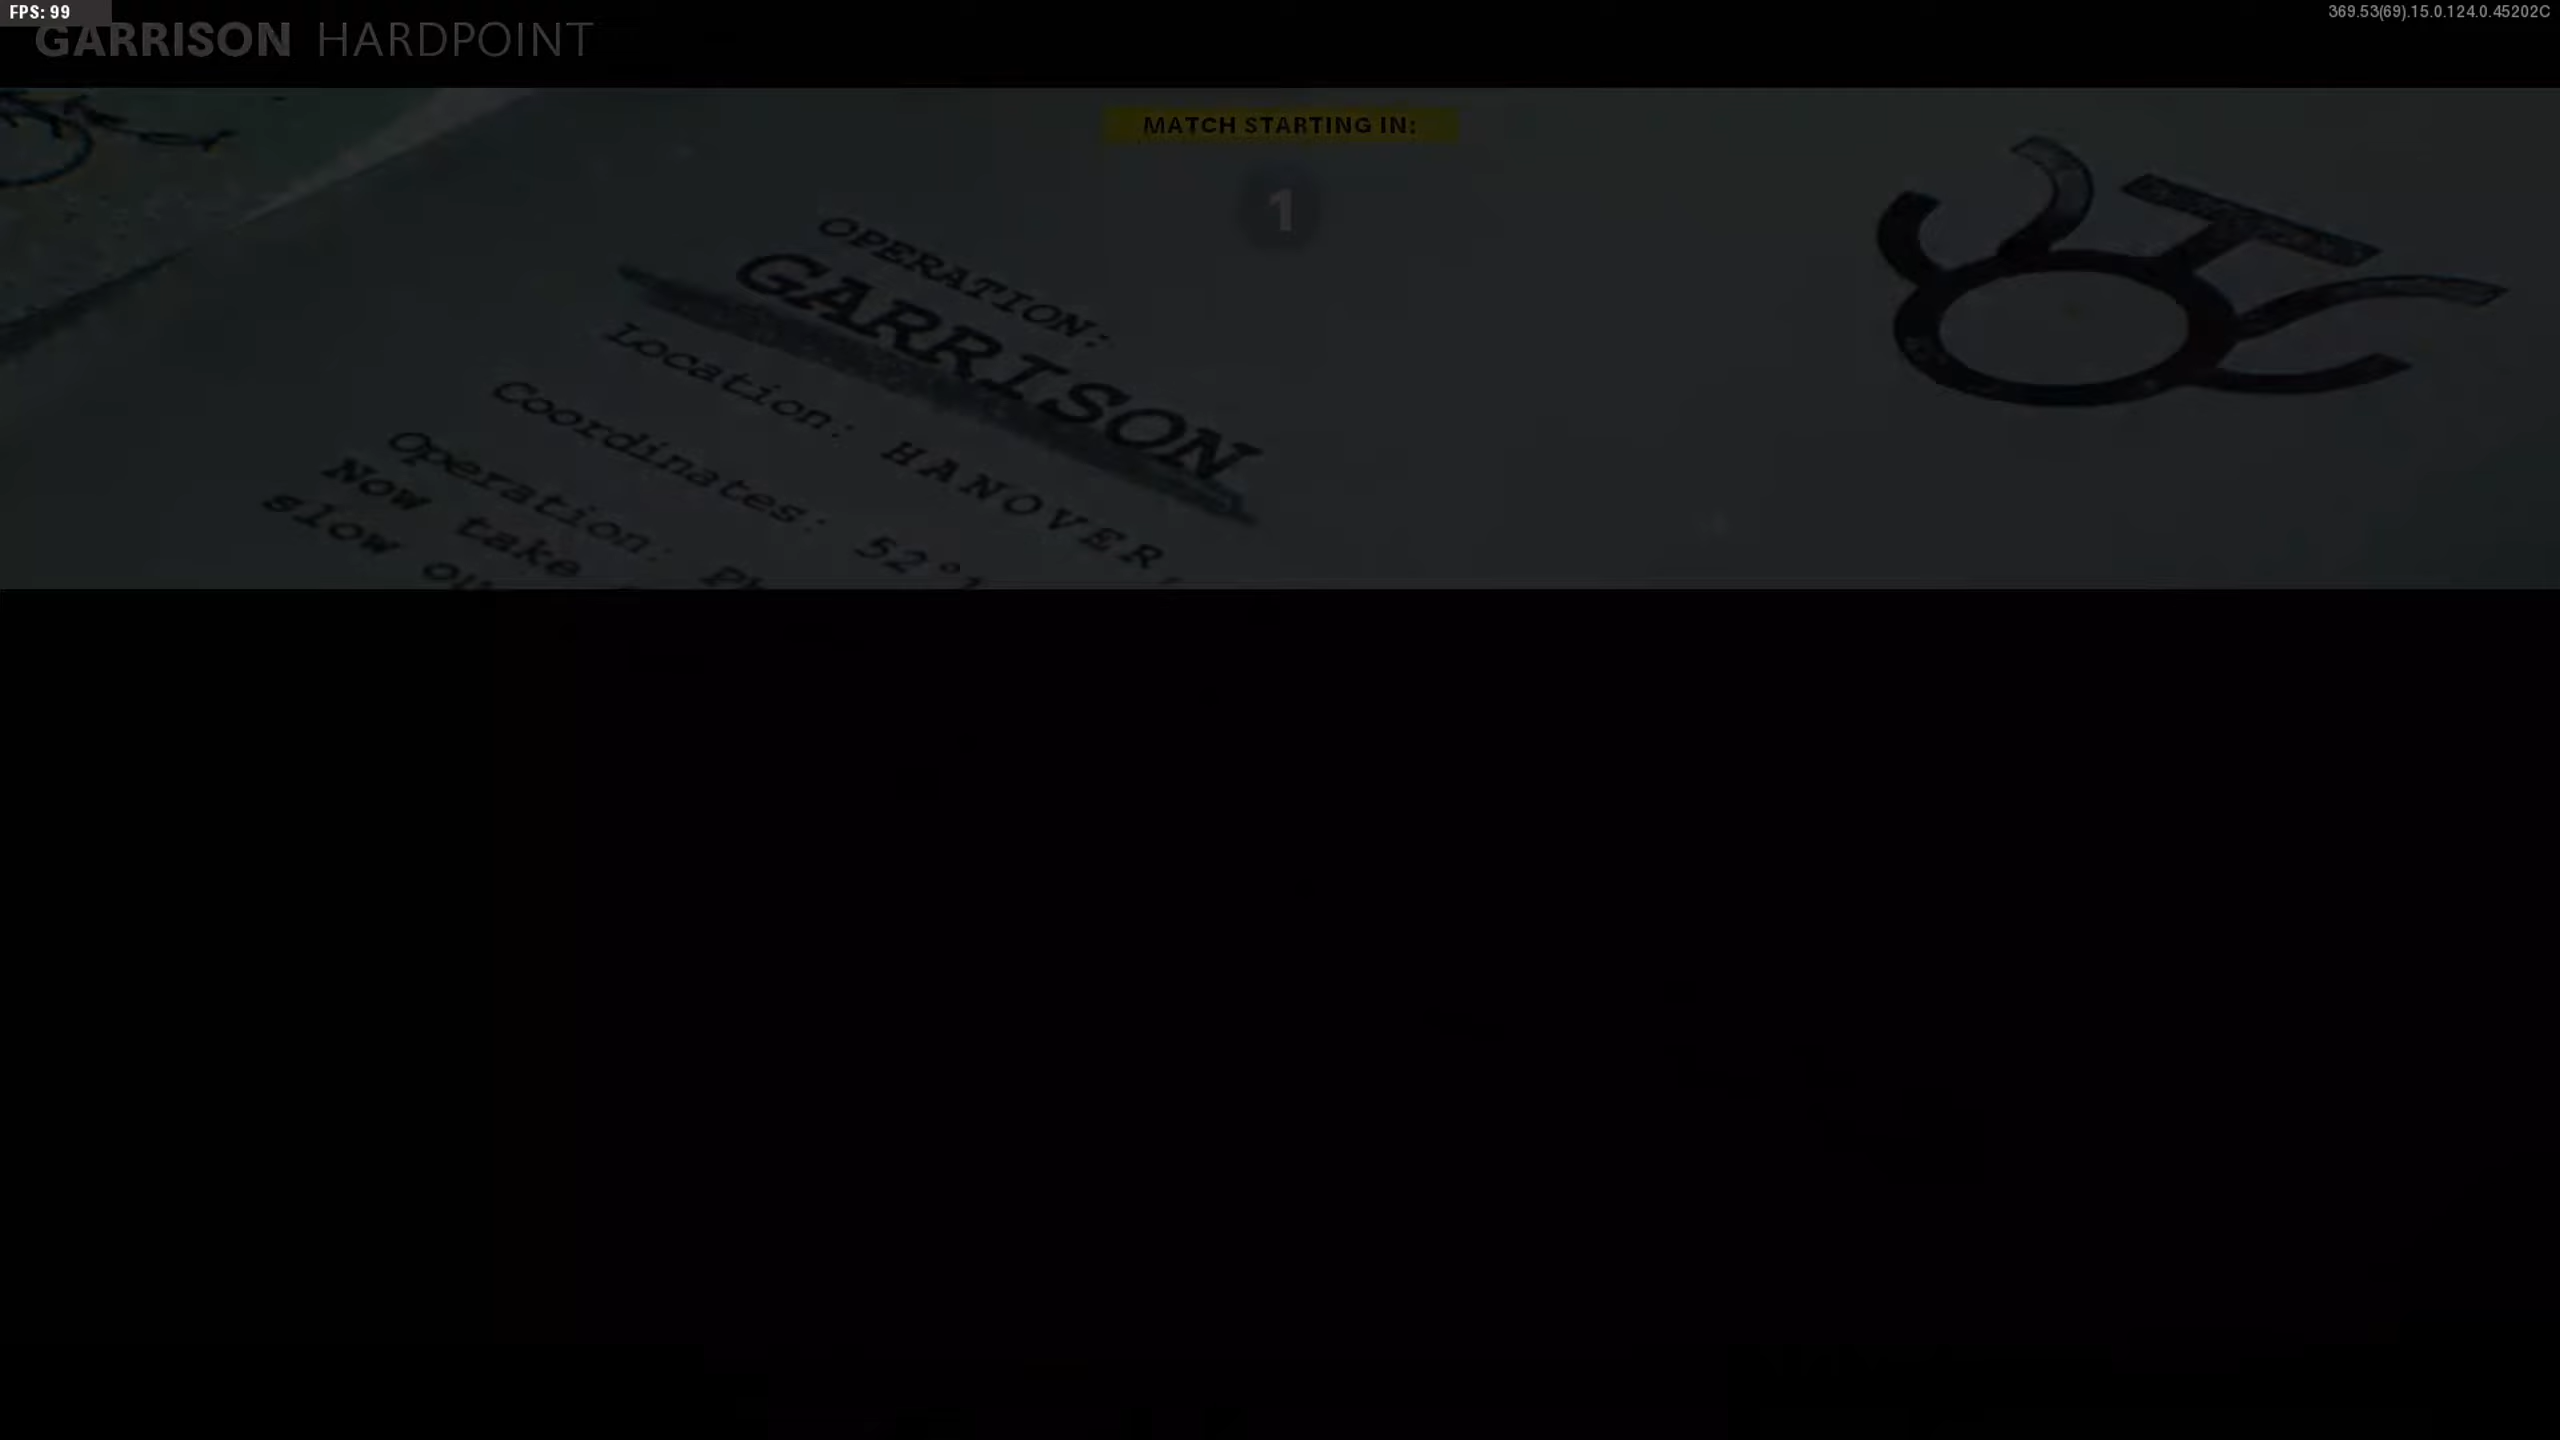 FPS: 99
369.53(69).15.0.124.0.45202C
GARRISON HARDPOINT
MATCH STARTING IN:
1
OPERATION:
GARRISON
Location: HANOVER,
Coordinates: 52°
Operation:
Now take
slow